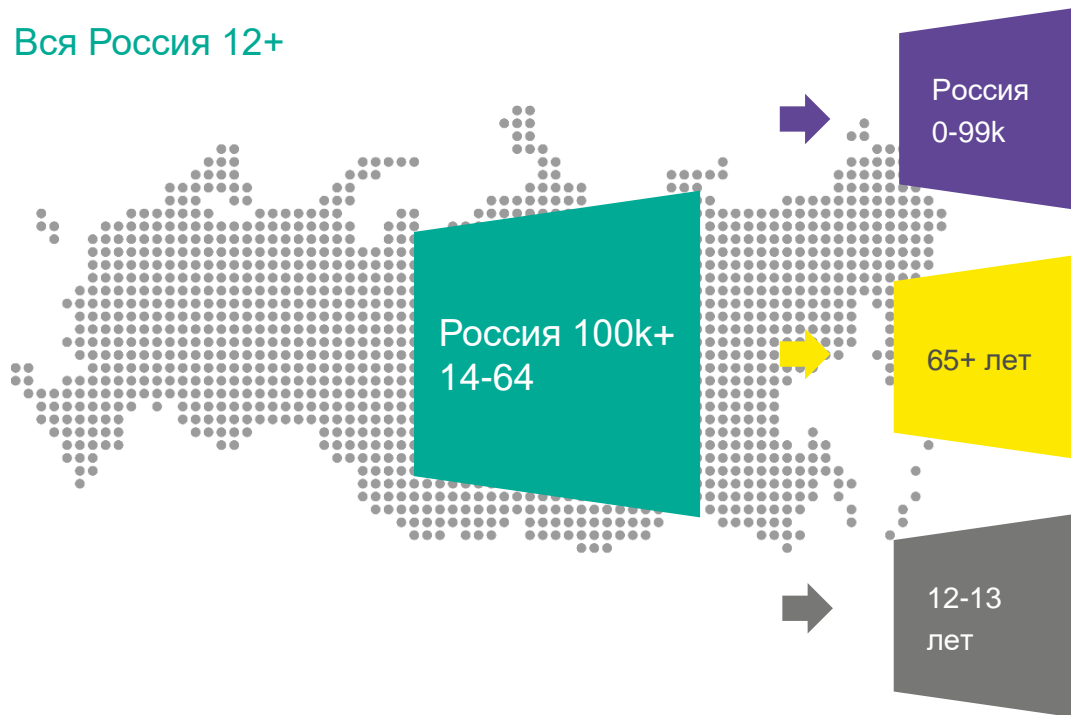 Вся Россия 12+
Россия
0-99k
Россия 100k+
14-64
65+ лет
12-13
лет